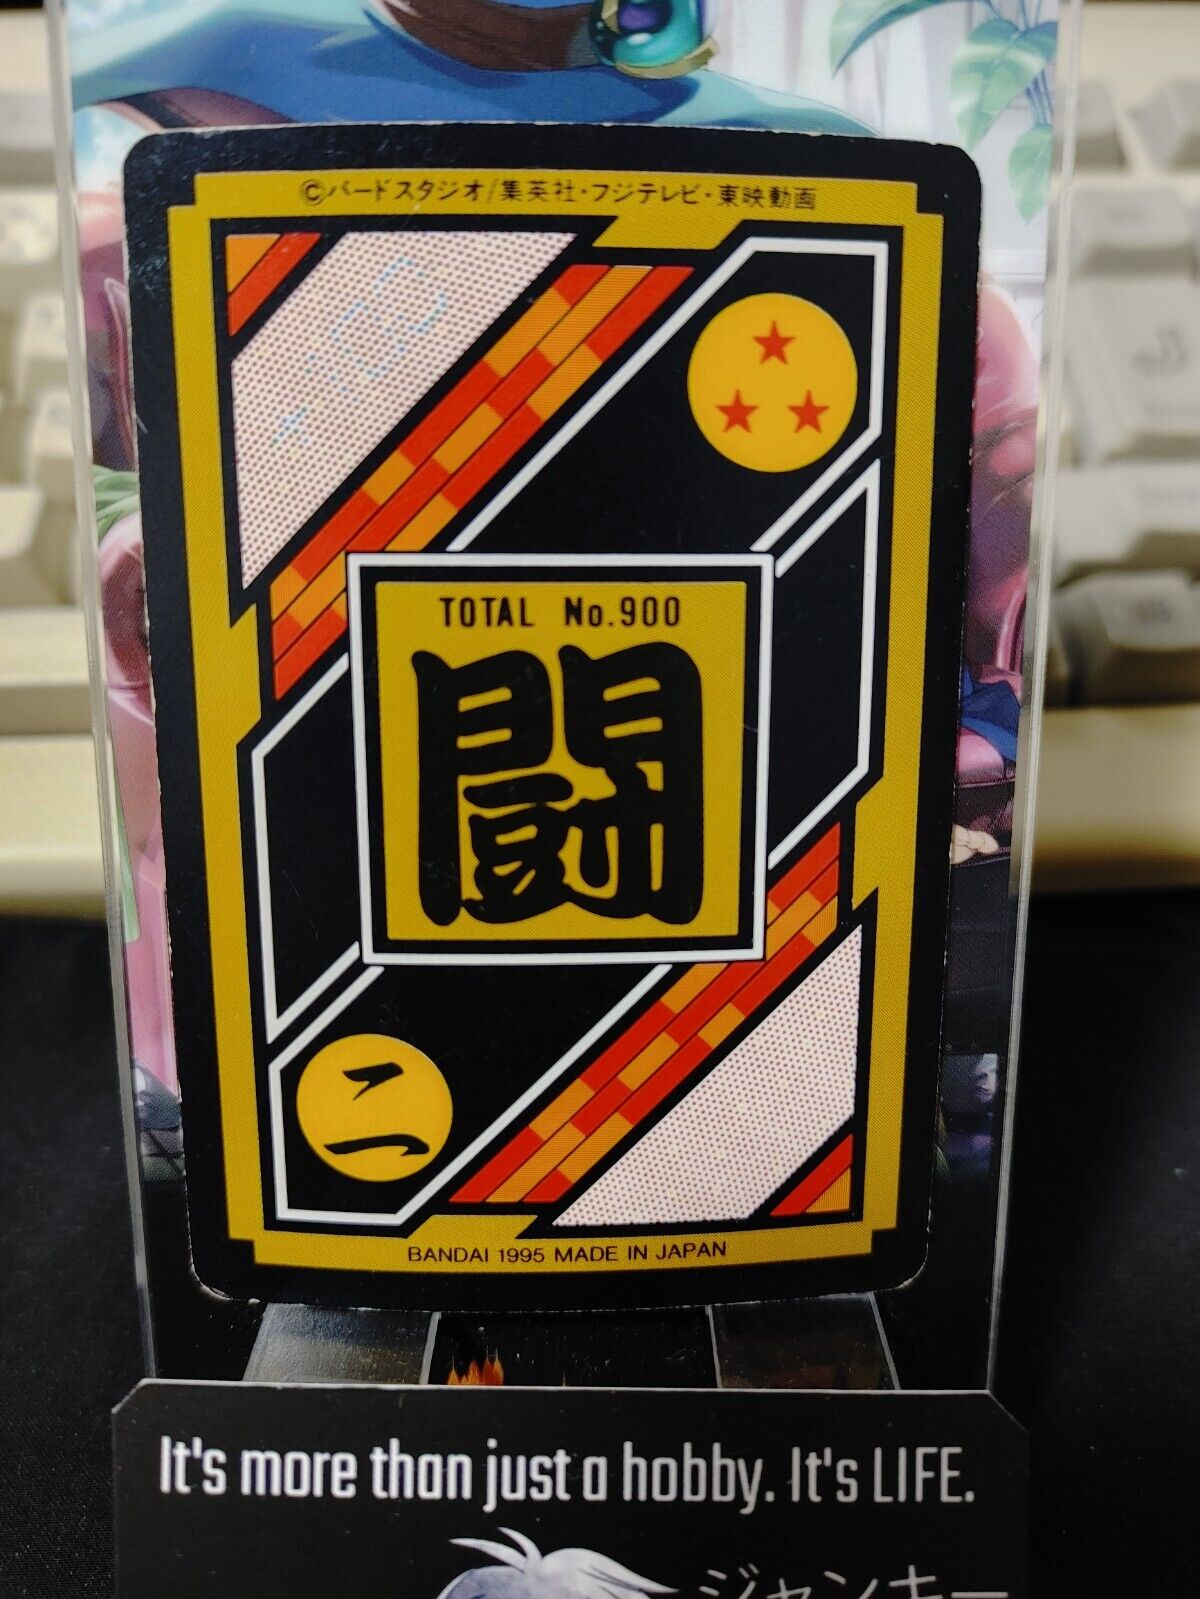 ©バードスタジオ/集英社・フジテレビ・東映動画
TOTAL No.900
闘
二
BANDAI 1995 MADE IN JAPAN
It's more than just a hobby. It's LIFE.
ジャンキー